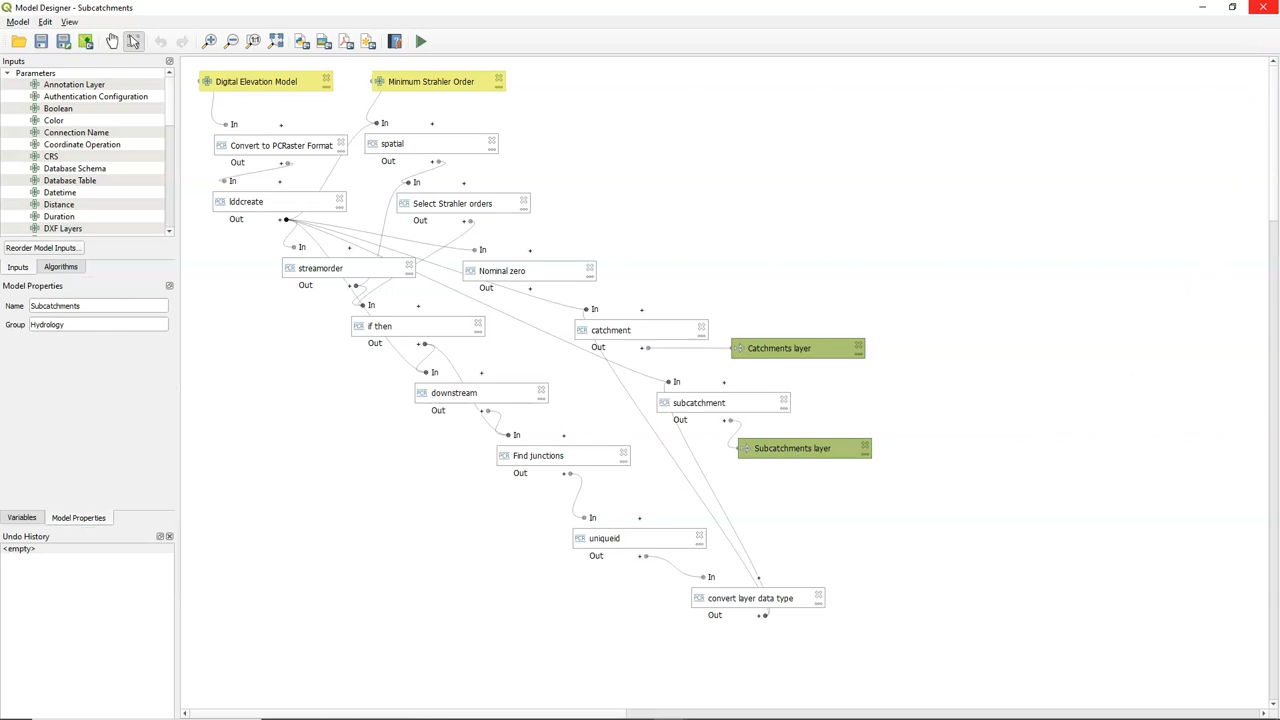 Model Designer - Subcatchments
Model Edit View
Inputs
Parameters
Annotation Layer
Authentication Configuration
Boolean
Color
Connection Name
Coordinate Operation
CRS
Database Schema
Database Table
Datetime
Distance
Duration
DXF Layers
Reorder Model Inputs...
Inputs Algorithms
Model Properties
Name Subcatchments
Group Hydrology
Variables Model Properties
Undo History
<empty>
Digital Elevation Model
Minimum Strahler Order
In
Convert to PCRaster Format
Out
In
spatial
Out
In
lddcreate
Out
In
Select Strahler orders
Out
In
streamorder
Out
In
Nominal zero
Out
In
if then
Out
In
catchment
Out
Catchments layer
In
downstream
Out
In
subcatchment
Out
Subcatchments layer
In
Find junctions
Out
In
uniqueid
Out
In
convert layer data type
Out